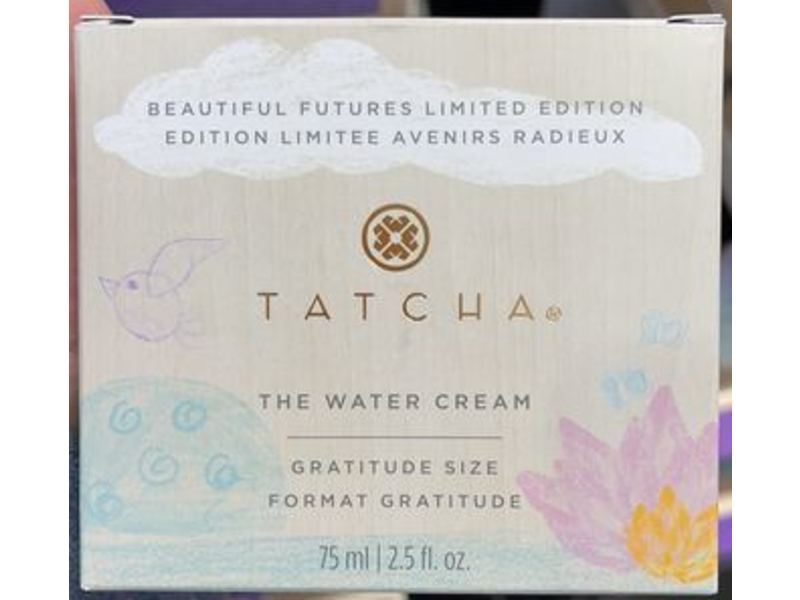 BEAUTIFUL FUTURES LIMITED EDITION
EDITION LIMITEE AVENIRS RADIEUX
TATCHA®
THE WATER CREAM
GRATITUDE SIZE
FORMAT GRATITUDE
75 ml | 2.5 fl. oz.